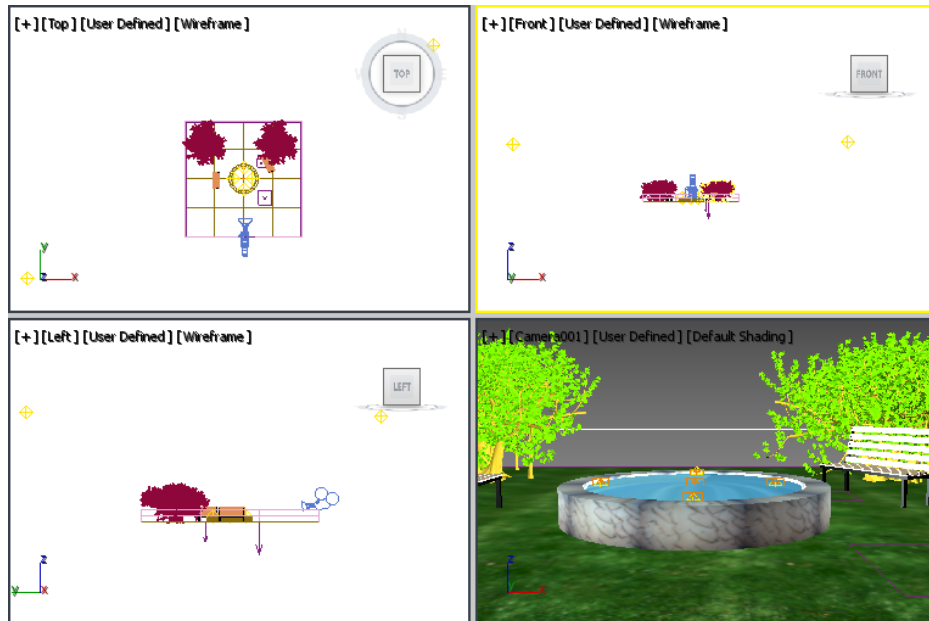 [+] [Top] [User Defined] [Wireframe]
N
W
TOP
E
S
y
z
x
[+] [Front] [User Defined] [Wireframe]
FRONT
z
y
x
[+] [Left] [User Defined] [Wireframe]
LEFT
z
y
x
[+] [Camera001] [User Defined] [Default Shading]
z
y
x